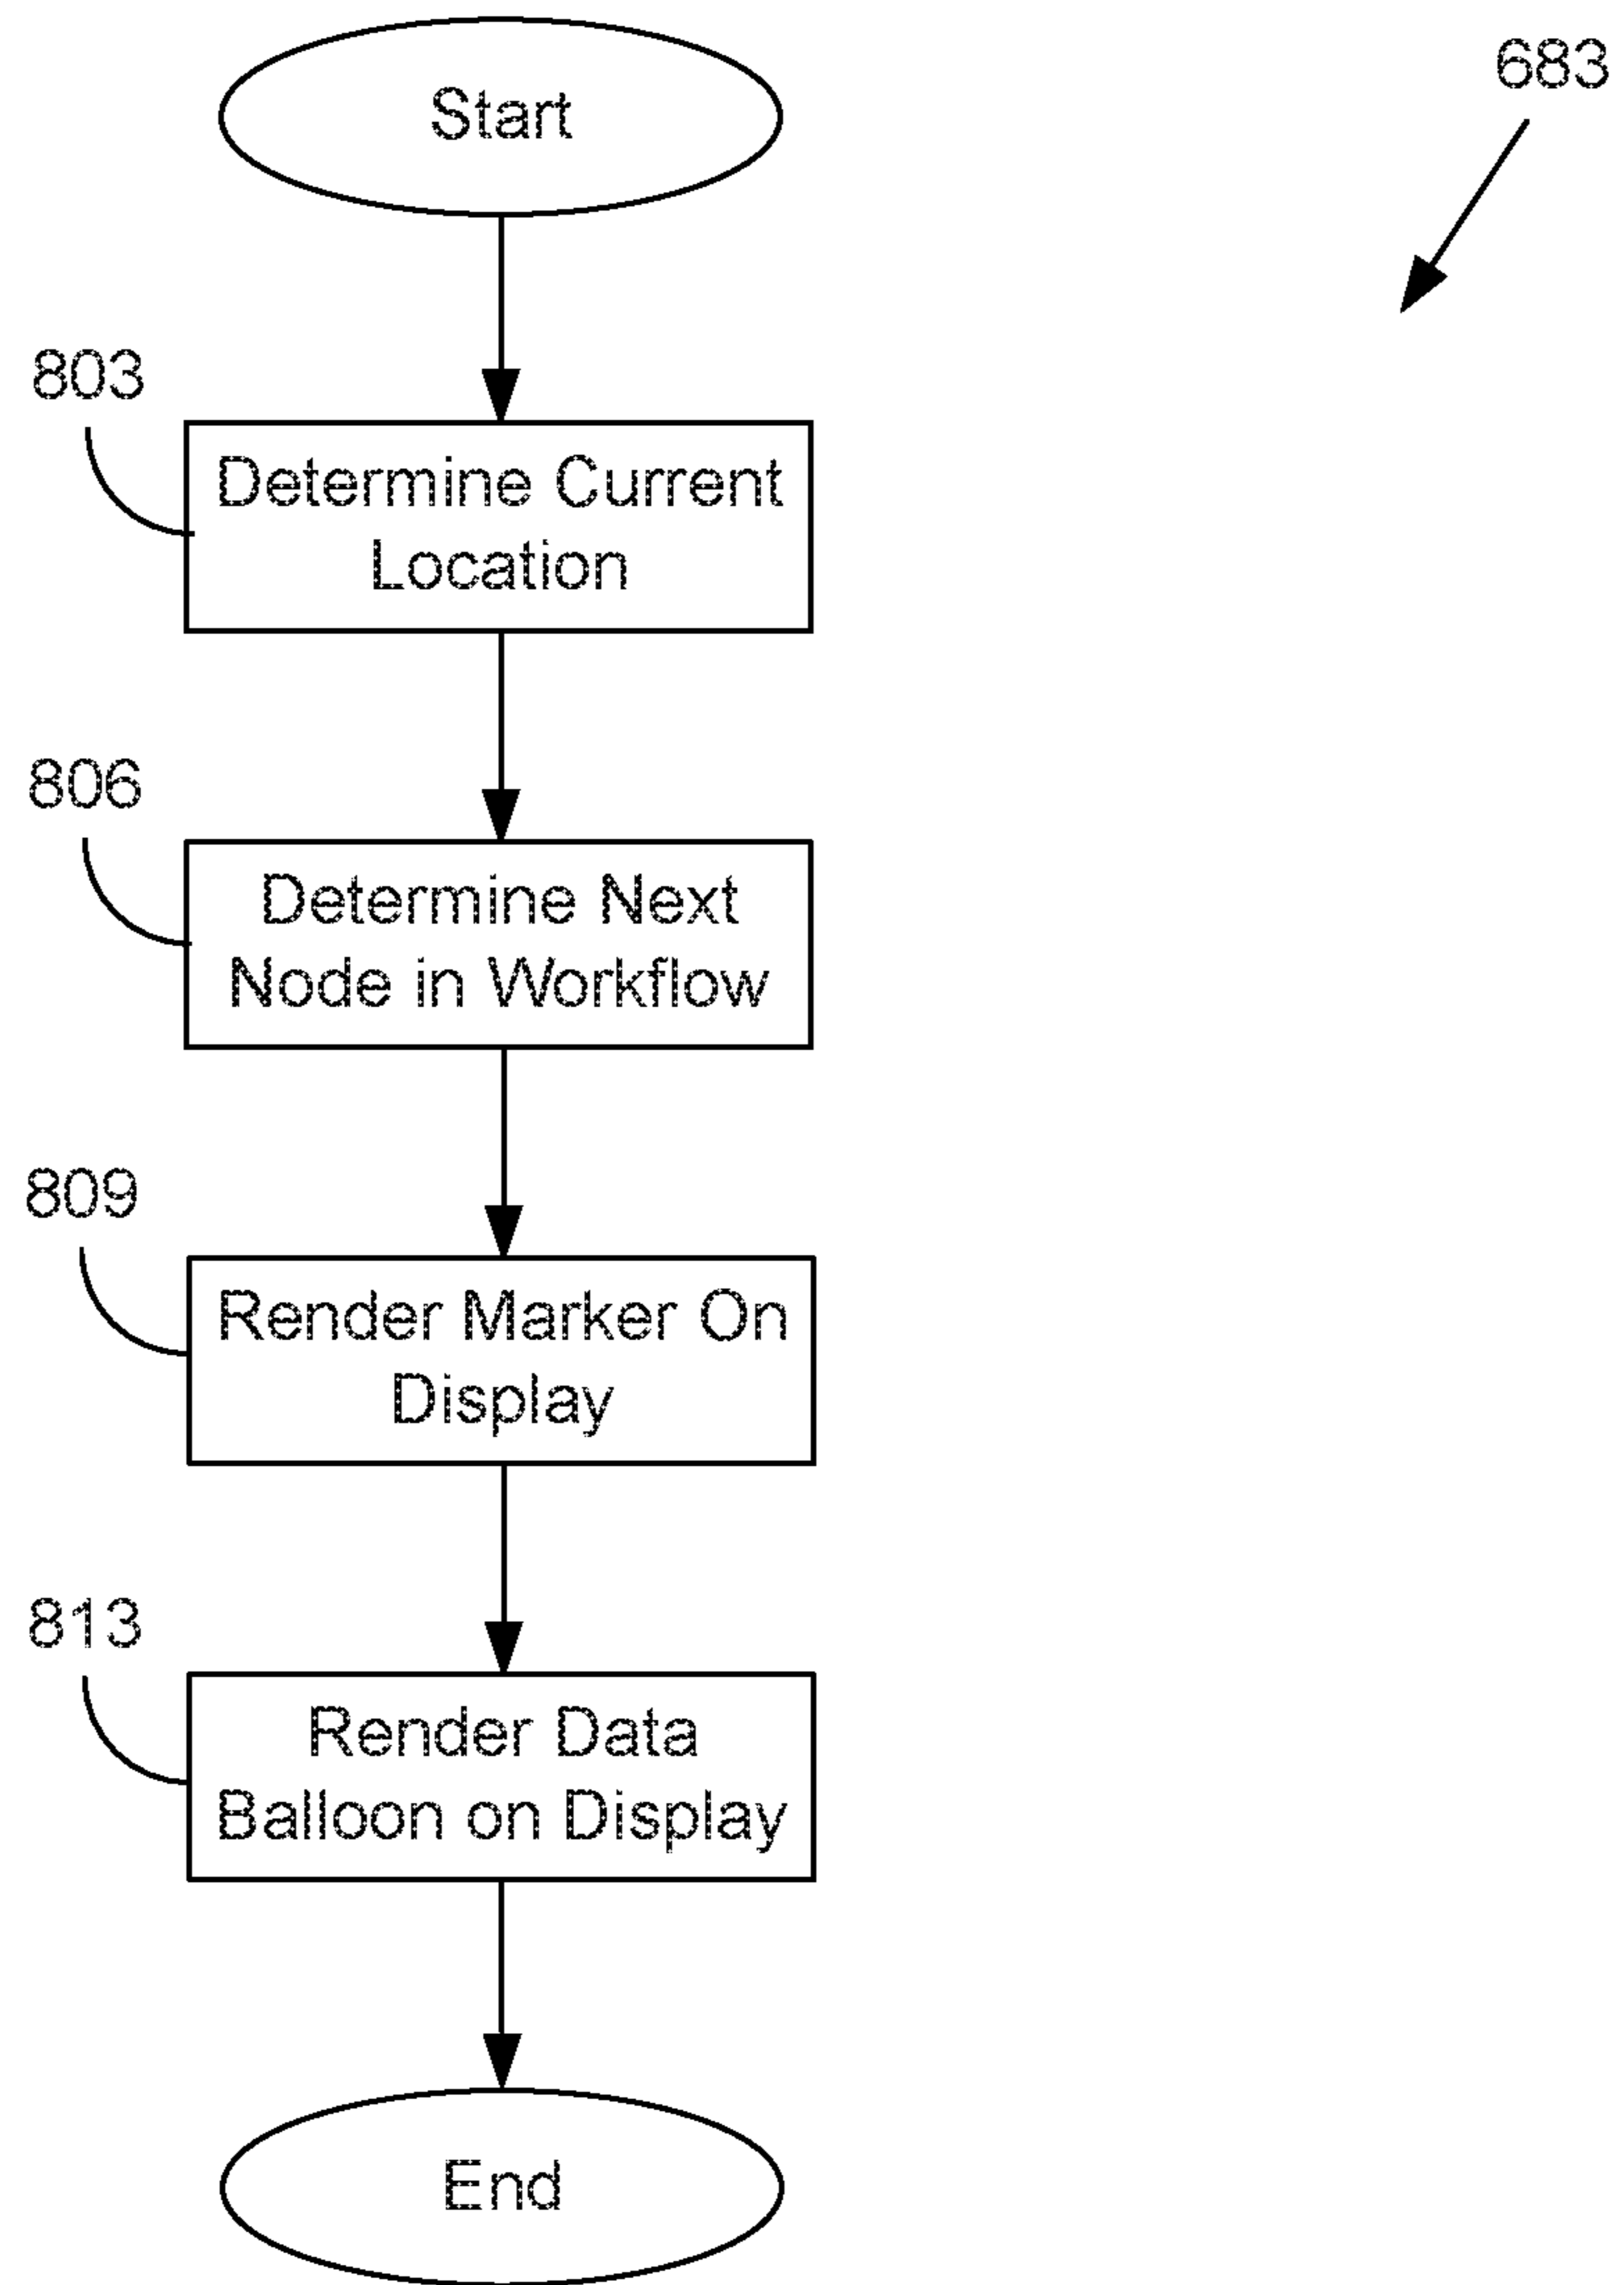 Start
683
803
Determine Current
Location
806
Determine Next
Node in Workflow
809
Render Marker On
Display
813
Render Data
Balloon on Display
End